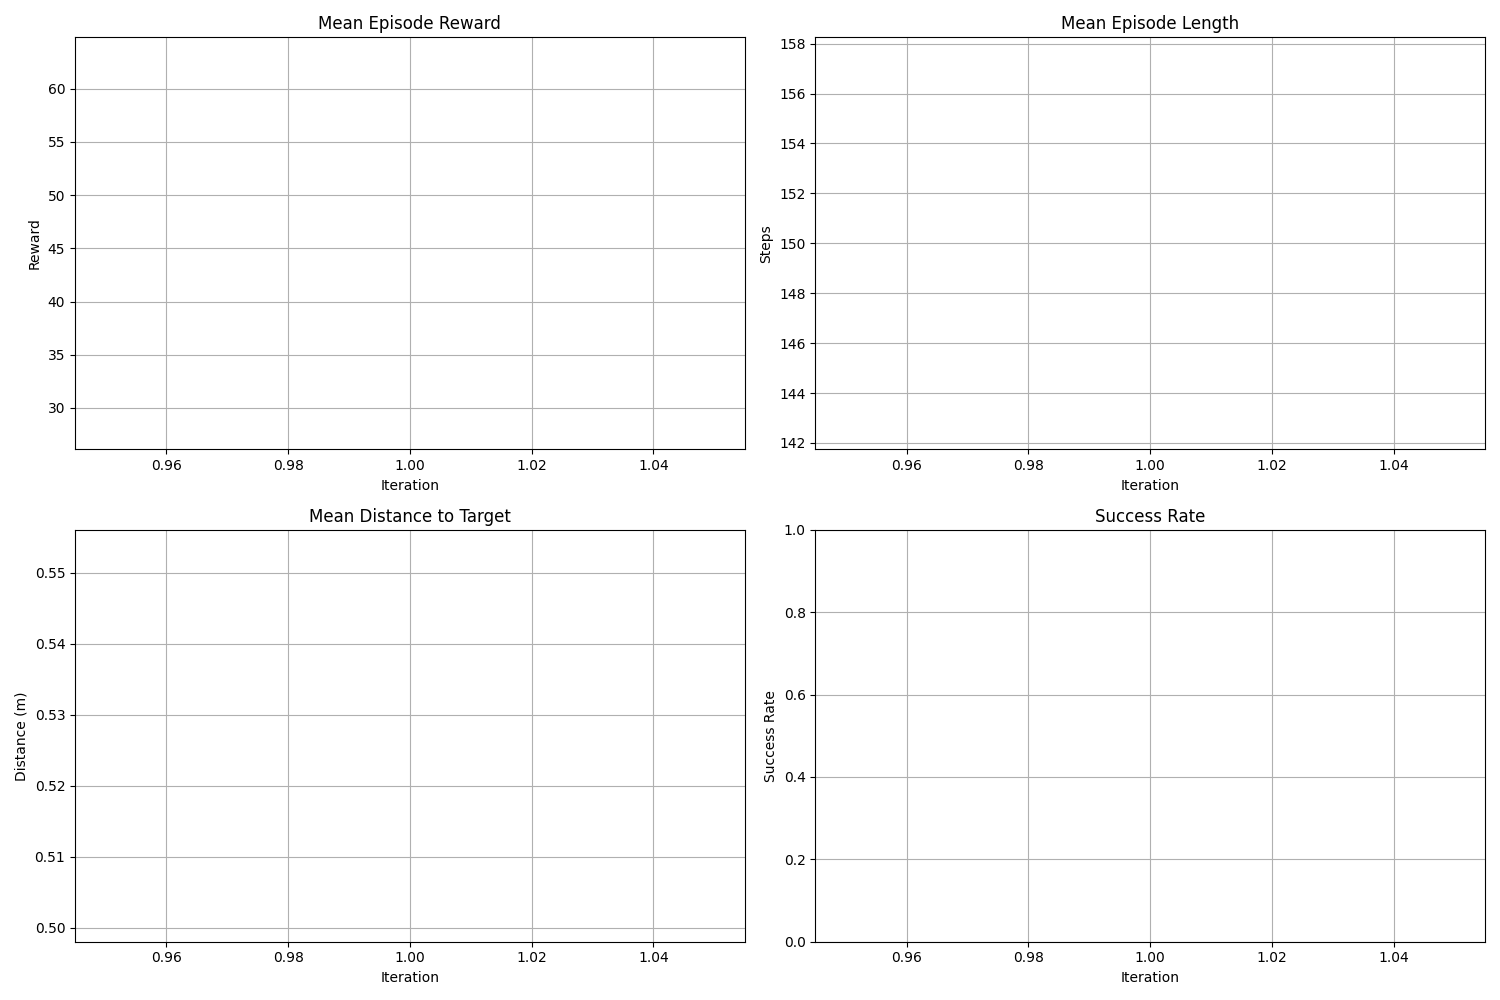 Mean Episode Reward
Reward
60
55
50
45
40
35
30
0.96 0.98 1.00 1.02 1.04
Iteration
Mean Episode Length
Steps
158
156
154
152
150
148
146
144
142
0.96 0.98 1.00 1.02 1.04
Iteration
Mean Distance to Target
Distance (m)
0.55
0.54
0.53
0.52
0.51
0.50
0.96 0.98 1.00 1.02 1.04
Iteration
Success Rate
Success Rate
1.0
0.8
0.6
0.4
0.2
0.0
0.96 0.98 1.00 1.02 1.04
Iteration